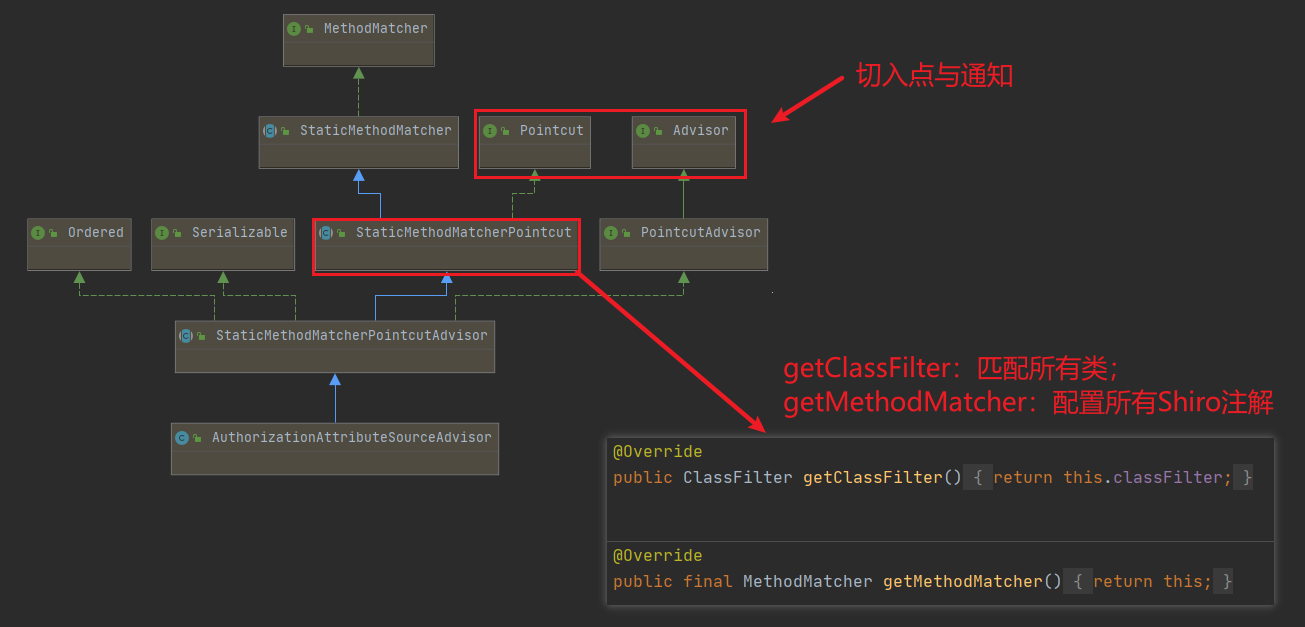 MethodMatcher
切入点与通知
StaticMethodMatcher
Pointcut
Advisor
Ordered
Serializable
StaticMethodMatcherPointcut
PointcutAdvisor
StaticMethodMatcherPointcutAdvisor
getClassFilter：匹配所有类；
getMethodMatcher：配置所有Shiro注解
AuthorizationAttributeSourceAdvisor
@Override
public ClassFilter getClassFilter() { return this.classFilter; }
@Override
public final MethodMatcher getMethodMatcher() { return this; }